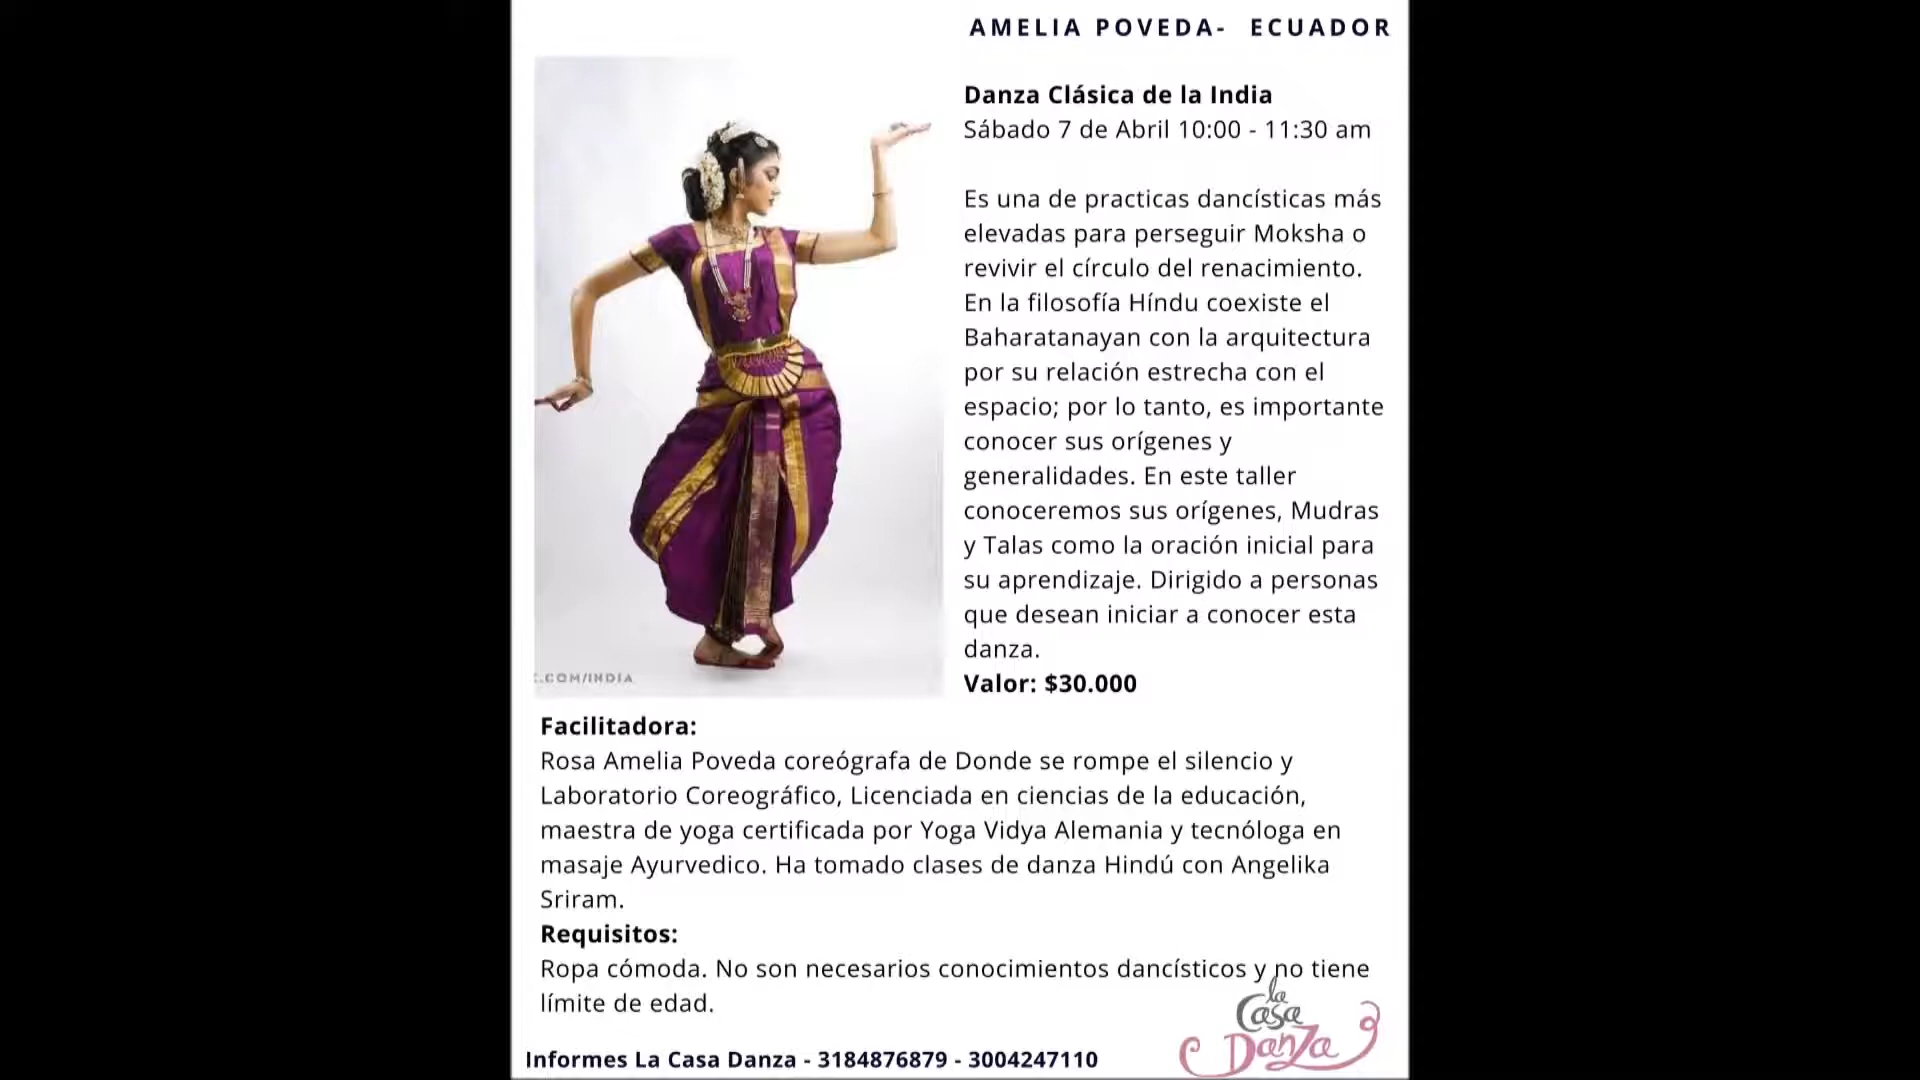 AMELIA POVEDA- ECUADOR
Danza Clásica de la India
Sábado 7 de Abril 10:00 - 11:30 am
Es una de practicas dancísticas más
elevadas para perseguir Moksha o
revivir el círculo del renacimiento.
En la filosofía Híndu coexiste el
Baharatanayan con la arquitectura
por su relación estrecha con el
espacio; por lo tanto, es importante
conocer sus orígenes y
generalidades. En este taller
conoceremos sus orígenes, Mudras
y Talas como la oración inicial para
su aprendizaje. Dirigido a personas
que desean iniciar a conocer esta
danza.
Valor: $30.000
.COM/INDIA
Facilitadora:
Rosa Amelia Poveda coreógrafa de Donde se rompe el silencio y
Laboratorio Coreográfico, Licenciada en ciencias de la educación,
maestra de yoga certificada por Yoga Vidya Alemania y tecnóloga en
masaje Ayurvedico. Ha tomado clases de danza Hindú con Angelika
Sriram.
Requisitos:
Ropa cómoda. No son necesarios conocimientos dancísticos y no tiene
límite de edad.
la
Casa
Danza
Informes La Casa Danza - 3184876879 - 3004247110